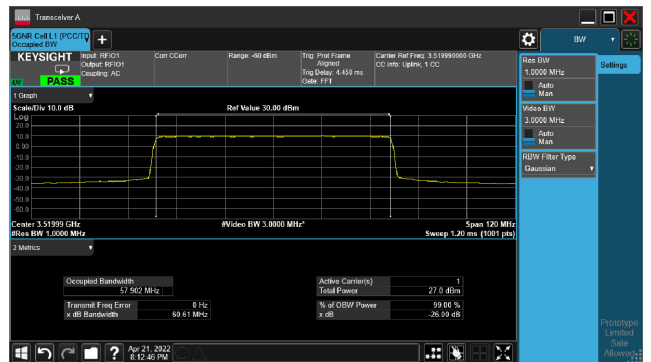 Transceiver A
5GNR Cell L1 (PCC/T
Occupied BW
BW
KEYSIGHT
Input: RFIO1
Output: RFIO1
Coupling: AC
Corr CCorr
Range: -60 dBm
Trig: Prot Frame
Aligned
Trig Delay: 4.450 ms
Gate: FFT
Carrier Ref Freq: 3.519990000 GHz
CC Info: Uplink, 1 CC
PASS
Res BW
1.0000 MHz
Auto
Man
Settings
Video BW
3.0000 MHz
Auto
Man
RBW Filter Type
Gaussian
1 Graph
Scale/Div 10.0 dB
Ref Value 30.00 dBm
Log
20.0
10.0
0.00
-10.0
-20.0
-30.0
-40.0
-50.0
-60.0
Center 3.51999 GHz
#Video BW 3.0000 MHz*
Span 120 MHz
#Res BW 1.0000 MHz
Sweep 1.20 ms (1001 pts)
2 Metrics
Occupied Bandwidth
57.902 MHz
Active Carrier(s) 1
Total Power 27.0 dBm
Transmit Freq Error 0 Hz
x dB Bandwidth 60.61 MHz
% of OBW Power 99.00 %
x dB -26.00 dB
Prototype
Limited
Sale
Allowed
Apr 21, 2022
8:12:46 PM